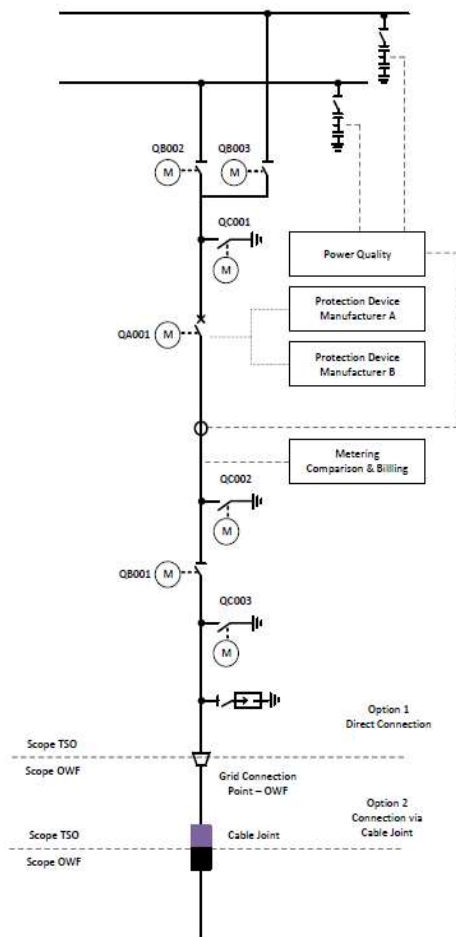 QB002
QB003
M
M
QC001
M
Power Quality
Protection Device
Manufacturer A
QA001
M
Protection Device
Manufacturer B
Metering
Comparison & Billling
QC002
M
QB001
M
QC003
M
Option 1
Direct Connection
Scope TSO
Scope OWF
Grid Connection
Point – OWF
Option 2
Connection via
Cable Joint
Scope TSO
Cable Joint
Scope OWF